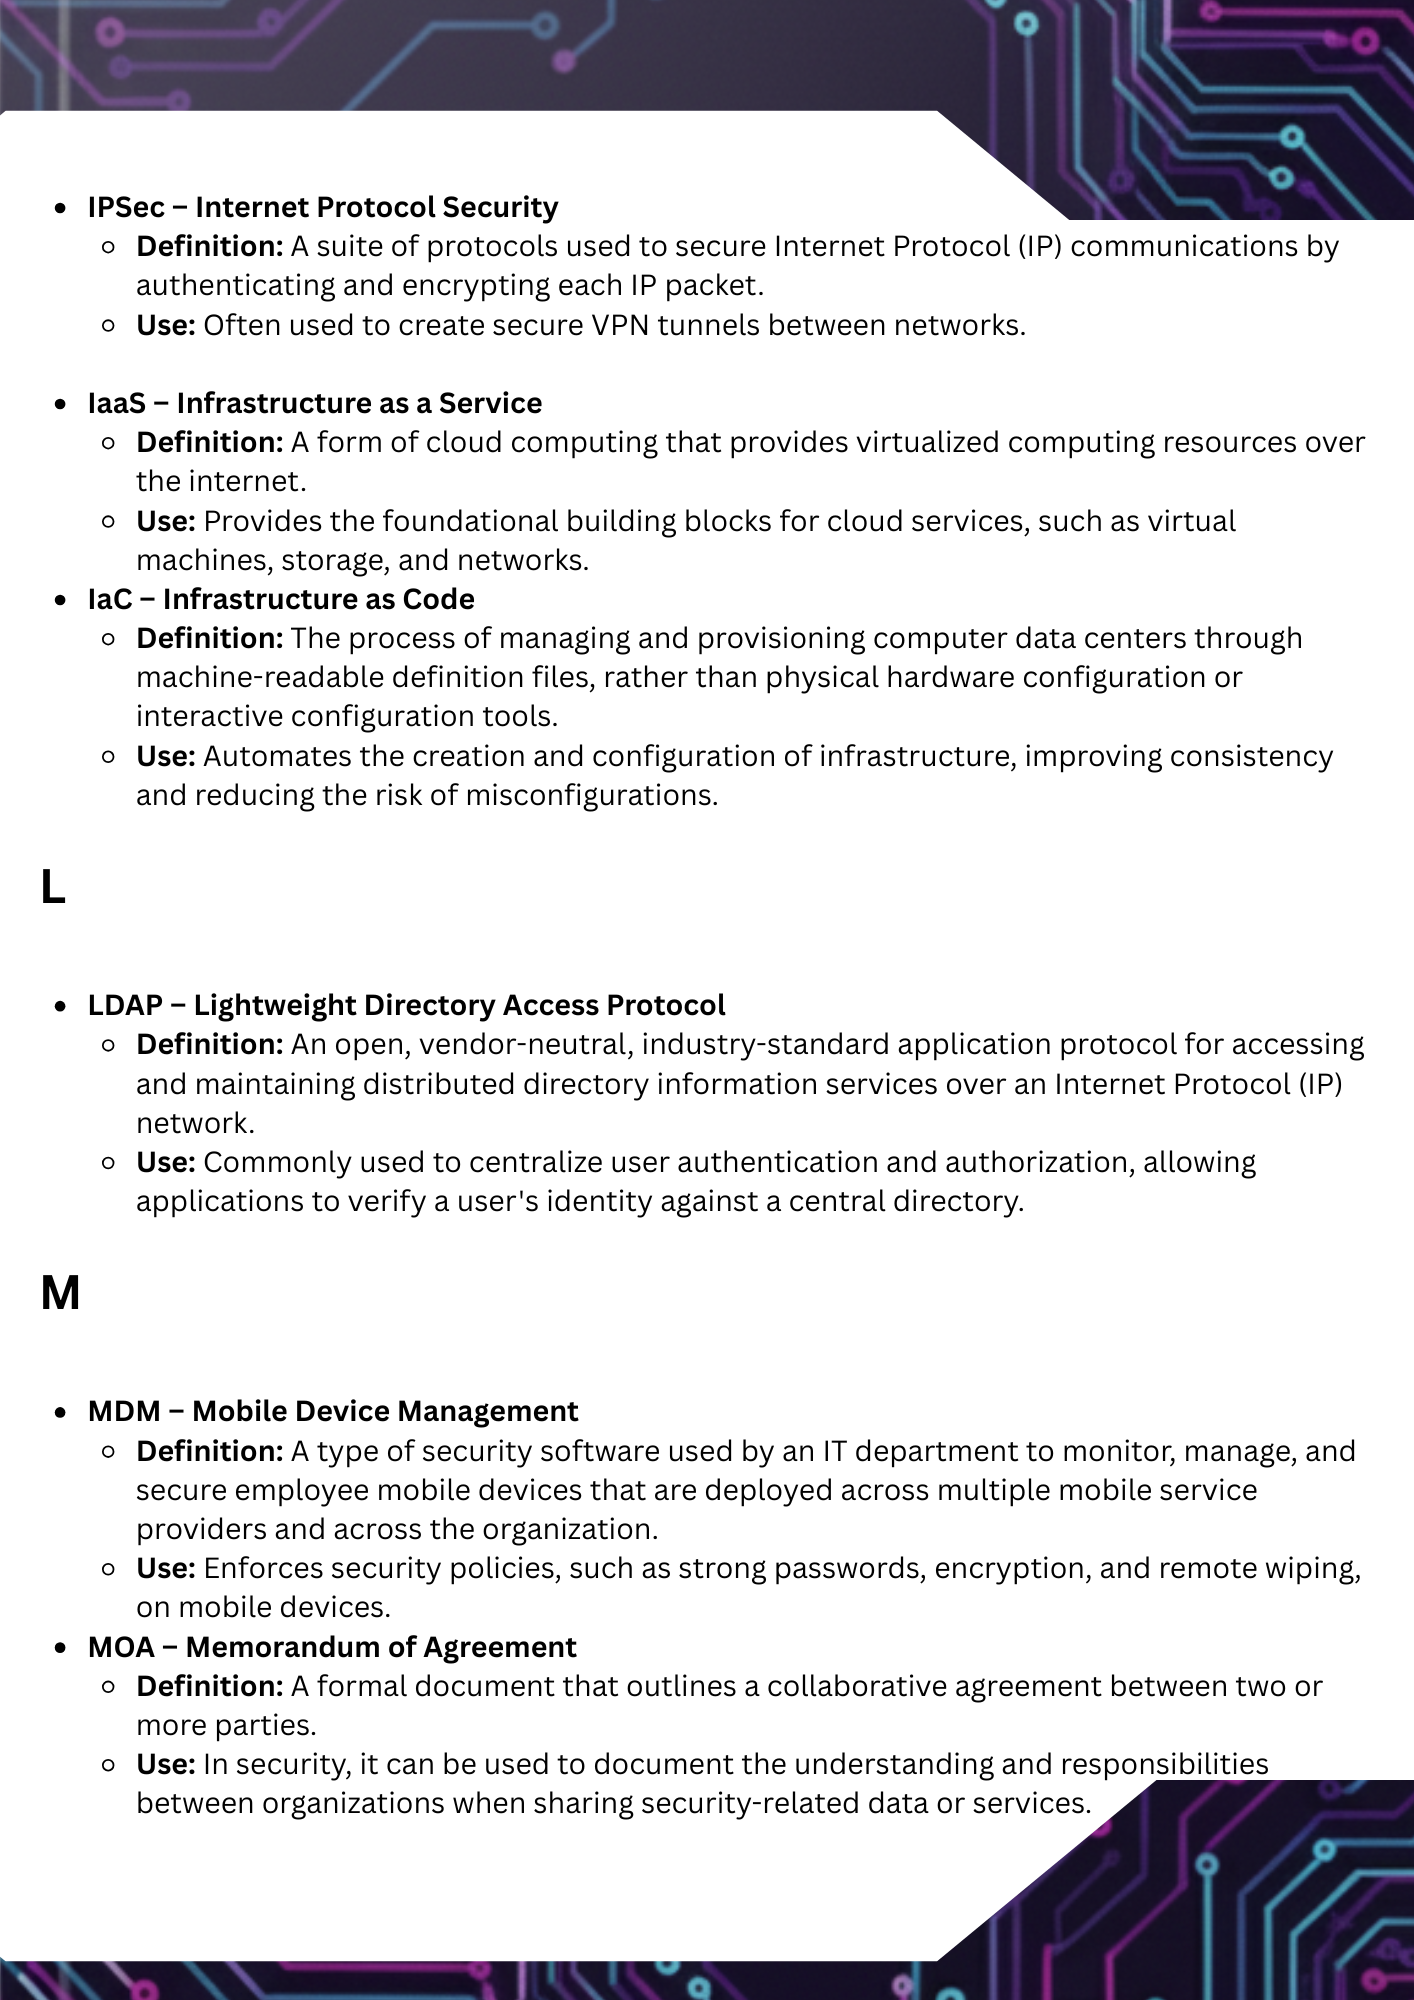 • IPSec – Internet Protocol Security
○ Definition: A suite of protocols used to secure Internet Protocol (IP) communications by
authenticating and encrypting each IP packet.
○ Use: Often used to create secure VPN tunnels between networks.
• IaaS – Infrastructure as a Service
○ Definition: A form of cloud computing that provides virtualized computing resources over
the internet.
○ Use: Provides the foundational building blocks for cloud services, such as virtual
machines, storage, and networks.
• IaC – Infrastructure as Code
○ Definition: The process of managing and provisioning computer data centers through
machine-readable definition files, rather than physical hardware configuration or
interactive configuration tools.
○ Use: Automates the creation and configuration of infrastructure, improving consistency
and reducing the risk of misconfigurations.
L
• LDAP – Lightweight Directory Access Protocol
○ Definition: An open, vendor-neutral, industry-standard application protocol for accessing
and maintaining distributed directory information services over an Internet Protocol (IP)
network.
○ Use: Commonly used to centralize user authentication and authorization, allowing
applications to verify a user's identity against a central directory.
M
• MDM – Mobile Device Management
○ Definition: A type of security software used by an IT department to monitor, manage, and
secure employee mobile devices that are deployed across multiple mobile service
providers and across the organization.
○ Use: Enforces security policies, such as strong passwords, encryption, and remote wiping,
on mobile devices.
• MOA – Memorandum of Agreement
○ Definition: A formal document that outlines a collaborative agreement between two or
more parties.
○ Use: In security, it can be used to document the understanding and responsibilities
between organizations when sharing security-related data or services.